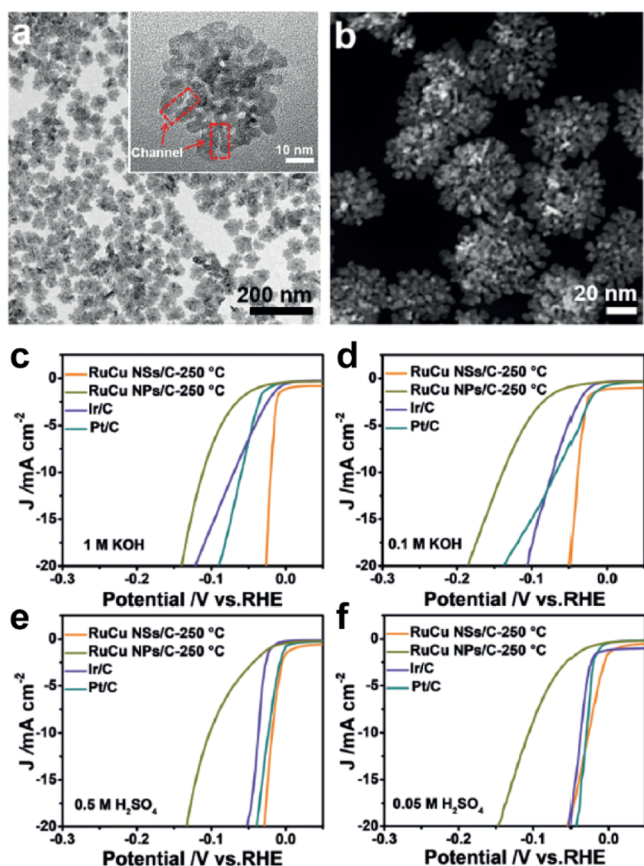 a
Channel
10 nm
200 nm
b
20 nm
c
RuCu NSs/C-250 °C
RuCu NPs/C-250 °C
Ir/C
Pt/C
0
-5
-10
-15
-20
J /mA cm⁻²
1 M KOH
-0.3 -0.2 -0.1 0.0
Potential /V vs.RHE
d
RuCu NSs/C-250 °C
RuCu NPs/C-250 °C
Ir/C
Pt/C
0
-5
-10
-15
-20
J /mA cm⁻²
0.1 M KOH
-0.3 -0.2 -0.1 0.0
Potential /V vs.RHE
e
RuCu NSs/C-250 °C
RuCu NPs/C-250 °C
Ir/C
Pt/C
0
-5
-10
-15
-20
J /mA cm⁻²
0.5 M H₂SO₄
-0.3 -0.2 -0.1 0.0
Potential /V vs.RHE
f
RuCu NSs/C-250 °C
RuCu NPs/C-250 °C
Ir/C
Pt/C
0
-5
-10
-15
-20
J /mA cm⁻²
0.05 M H₂SO₄
-0.3 -0.2 -0.1 0.0
Potential /V vs.RHE